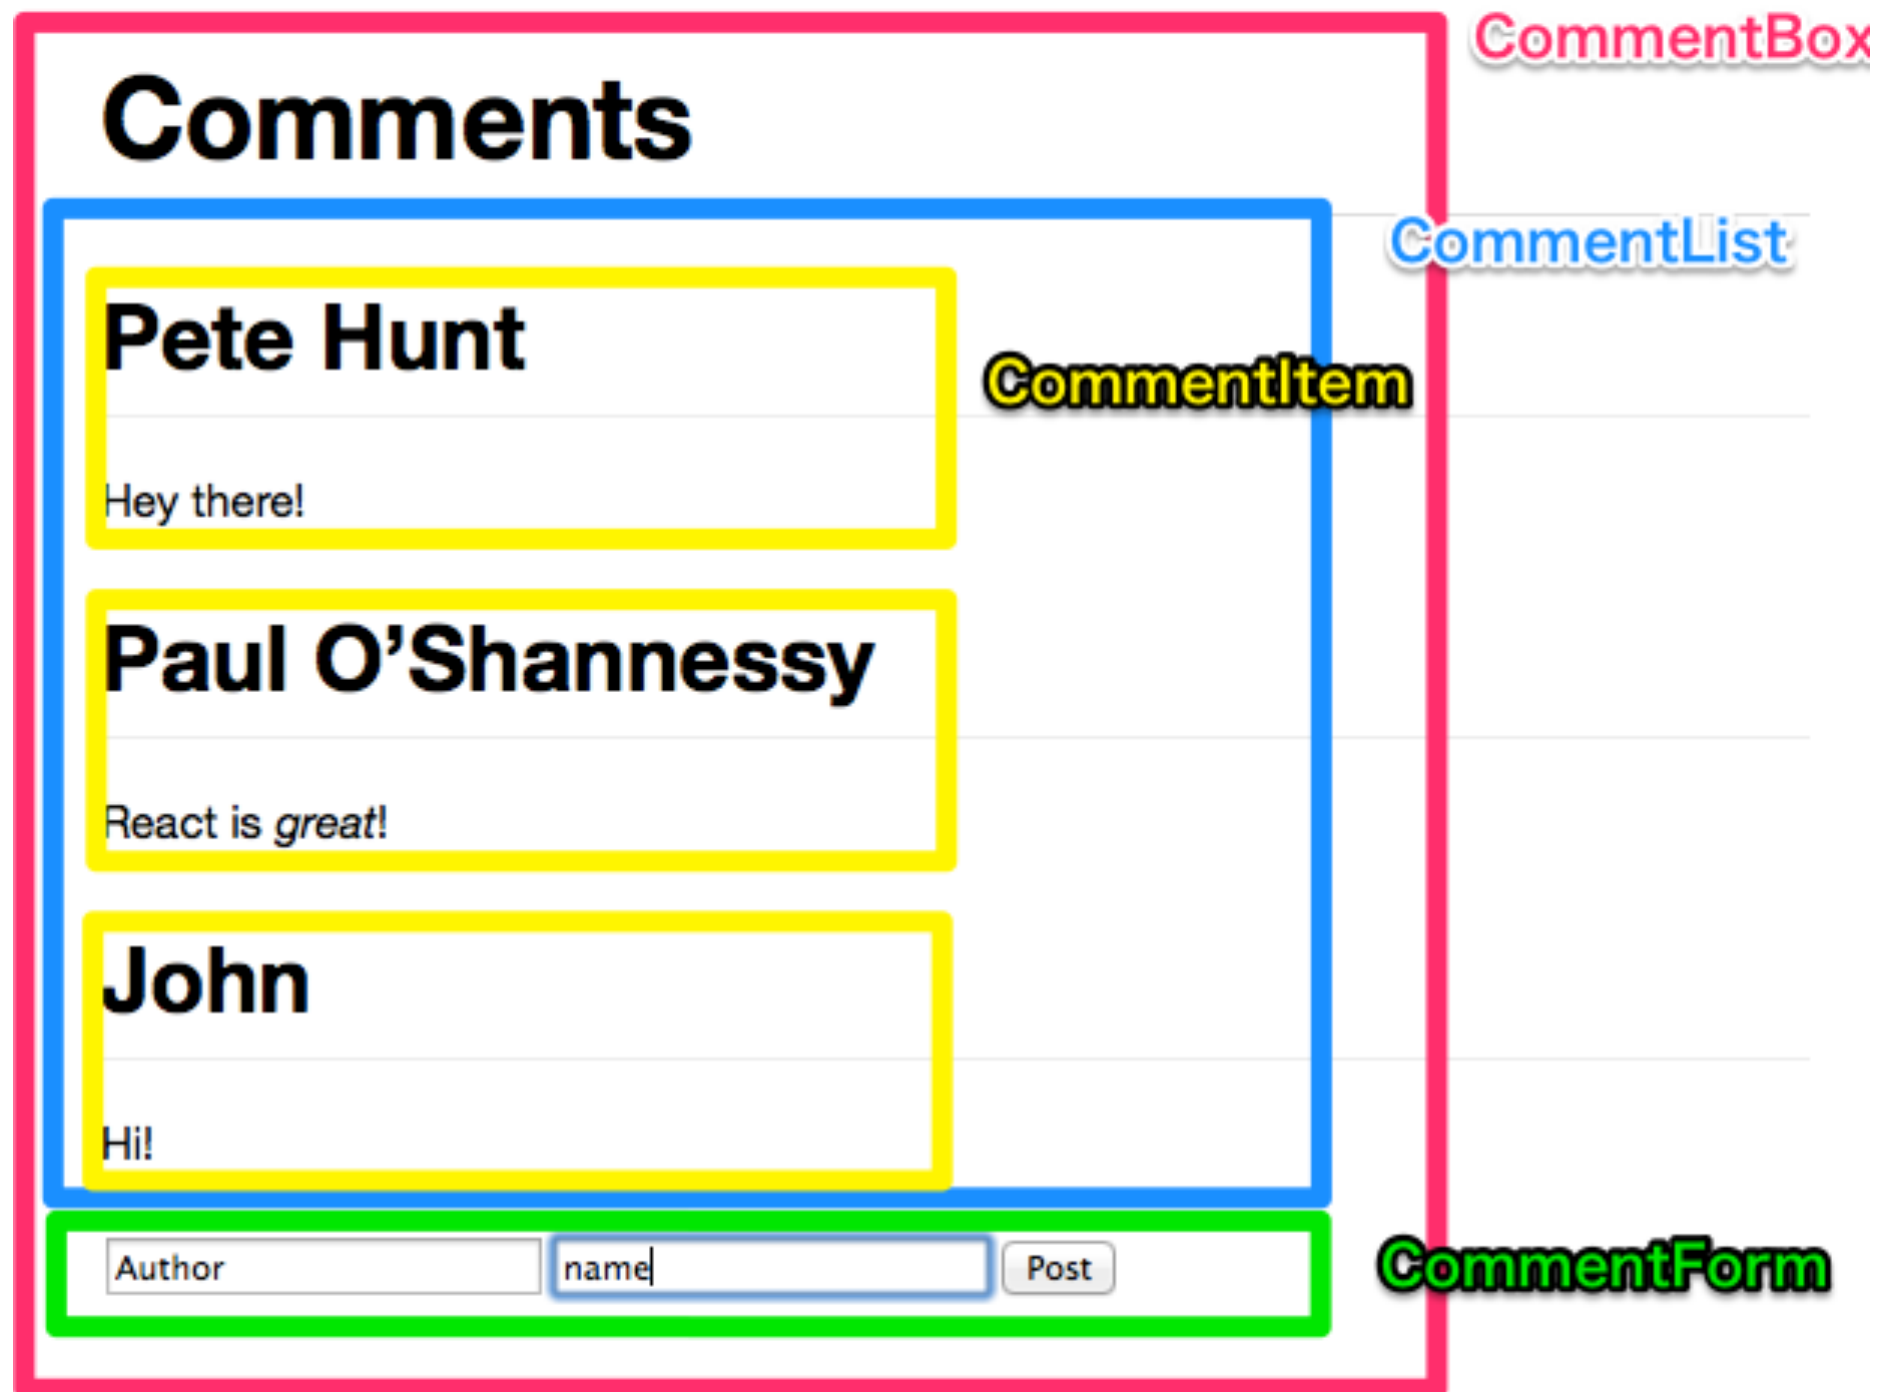 CommentBox
Comments
CommentList
Pete Hunt
CommentItem
Hey there!
Paul O’Shannessy
React is great!
John
Hi!
Author name Post CommentForm